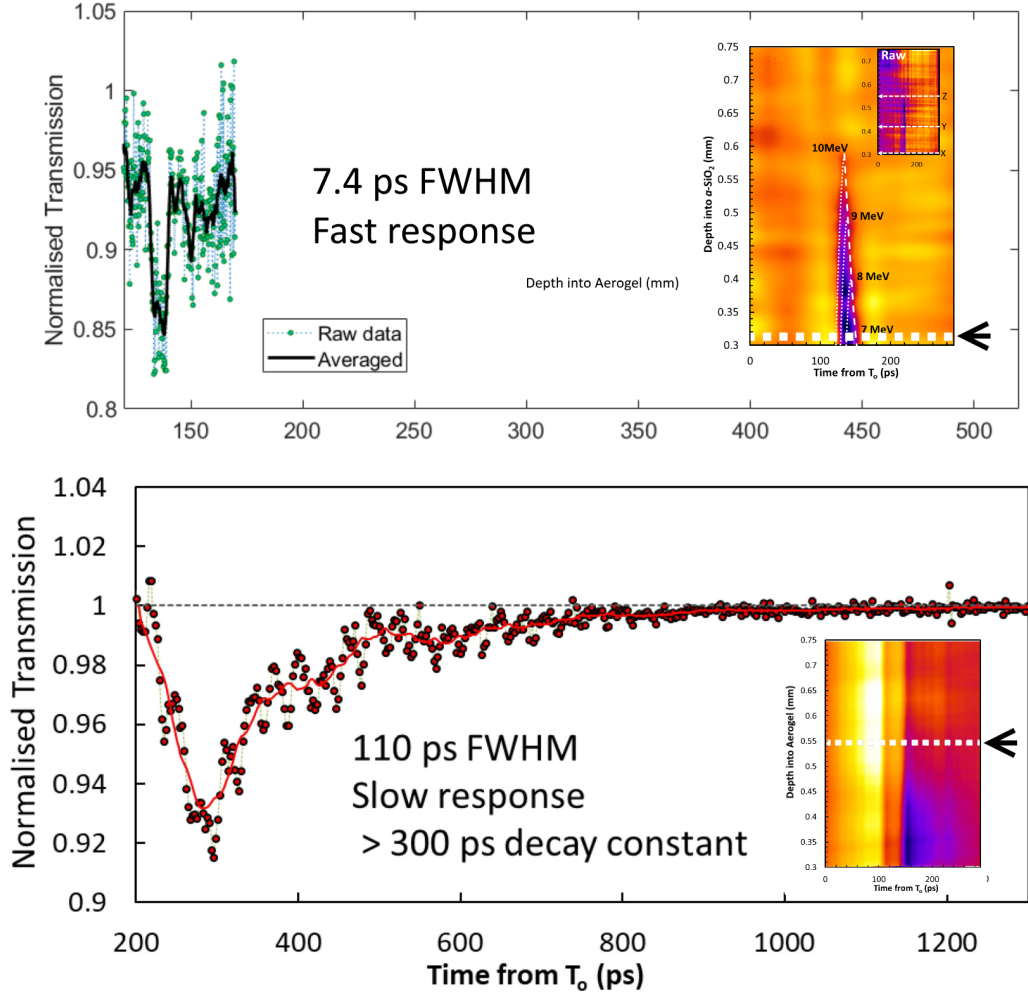 1.05
1
0.95
0.9
0.85
0.8
Normalised Transmission
150
200
250
300
350
400
450
500
7.4 ps FWHM
Fast response
Depth into Aerogel (mm)
Raw data
Averaged
0.75
0.7
0.65
0.6
0.55
0.5
0.45
0.4
0.35
0.3
Depth into a-SiO₂ (mm)
0
100
200
Time from Tₒ (ps)
10MeV
9 MeV
8 MeV
7 MeV
Raw
0.7
0.6
0.5
0.4
0.3
0
200
Z
Y
X
1.04
1.02
1
0.98
0.96
0.94
0.92
0.9
Normalised Transmission
200
400
600
800
1000
1200
Time from Tₒ (ps)
110 ps FWHM
Slow response
> 300 ps decay constant
0.75
0.65
0.55
0.45
0.35
0.3
Depth into Aerogel (mm)
0
100
200
0
Time from Tₒ (ps)